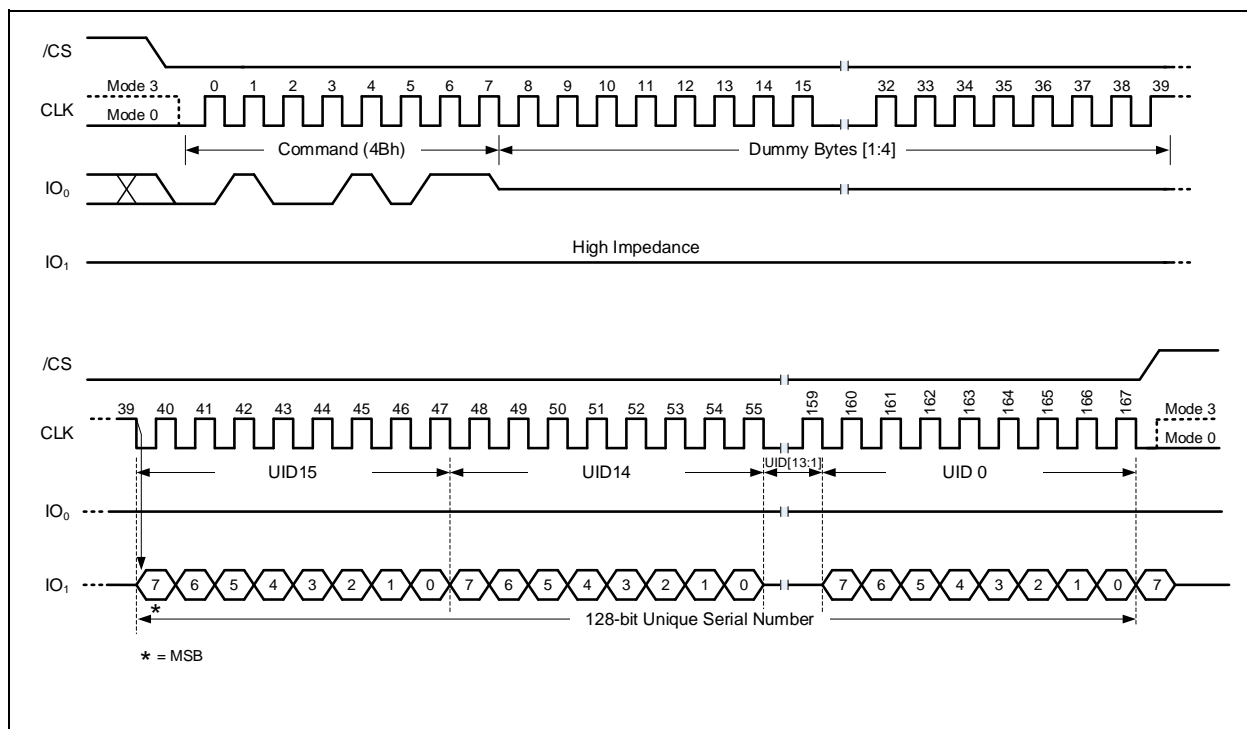 /CS
Mode 3 0 1 2 3 4 5 6 7 8 9 10 11 12 13 14 15 32 33 34 35 36 37 38 39
CLK
Mode 0
Command (4Bh) Dummy Bytes [1:4]
IO0
High Impedance
IO1
/CS
39 40 41 42 43 44 45 46 47 48 49 50 51 52 53 54 55 159 160 161 162 163 164 165 166 167 Mode 3
CLK Mode 0
UID15 UID14 UID[13:1] UID 0
IO0
IO1 7 6 5 4 3 2 1 0 7 6 5 4 3 2 1 0 7 6 5 4 3 2 1 0 7
*
128-bit Unique Serial Number
* = MSB